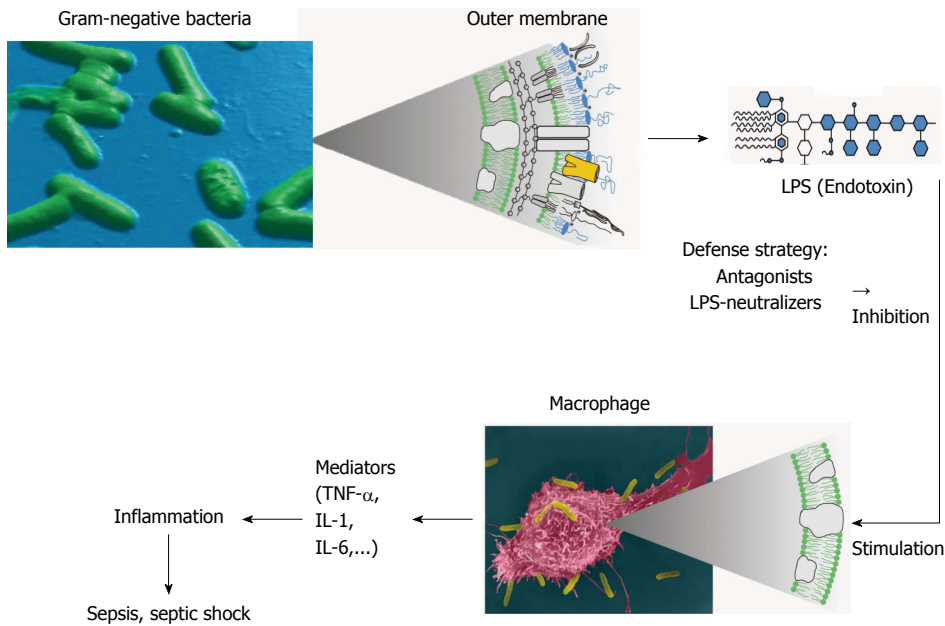 Gram-negative bacteria
Outer membrane
LPS (Endotoxin)
Defense strategy:
Antagonists
LPS-neutralizers
→
Inhibition
Macrophage
Mediators
(TNF-α,
IL-1,
IL-6,...)
Inflammation
Stimulation
Sepsis, septic shock